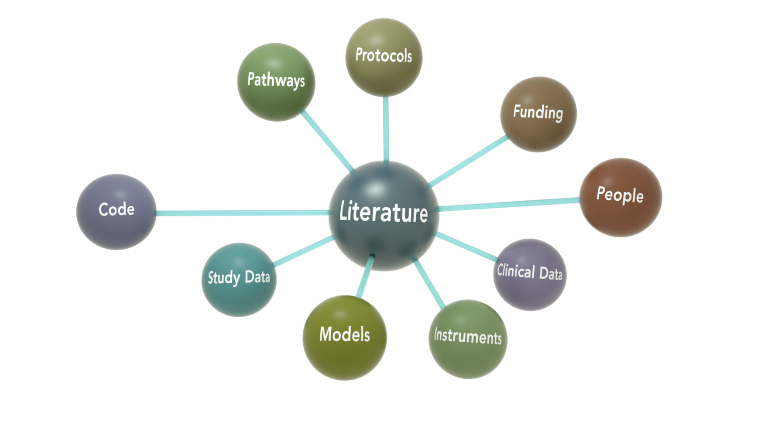 Protocols
Pathways
Funding
People
Code
Literature
Clinical Data
Study Data
Models
Instruments